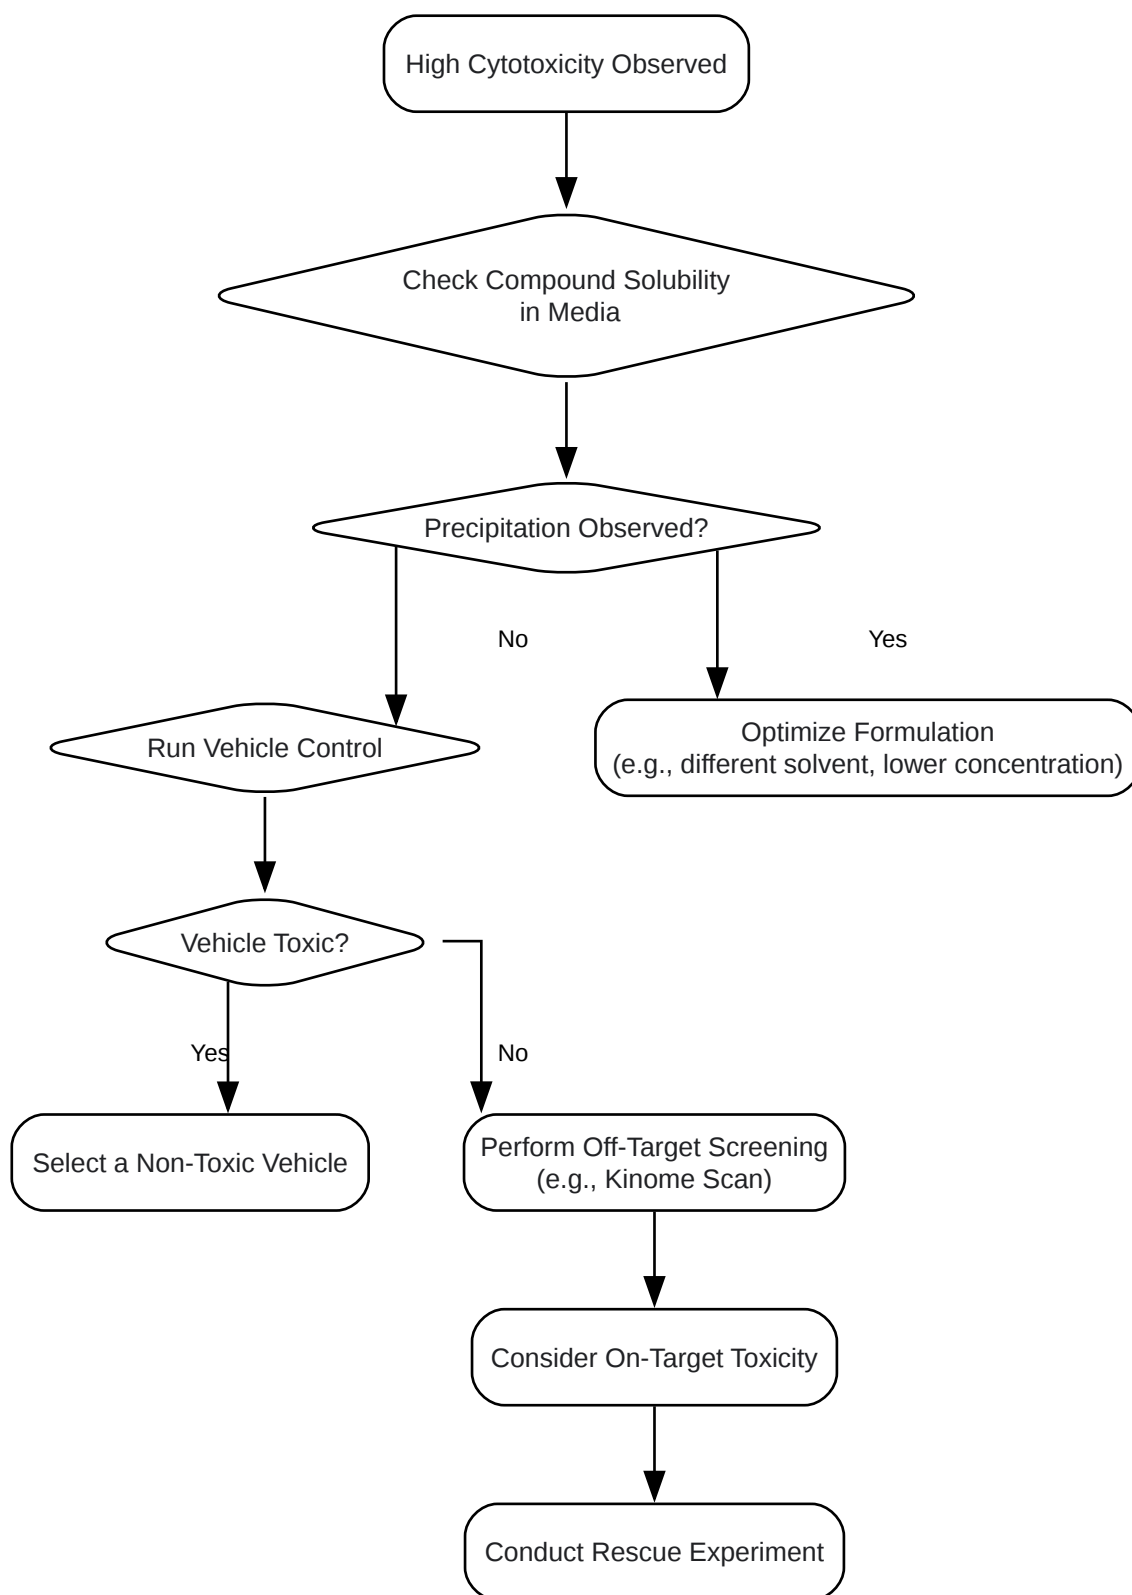 High Cytotoxicity Observed
Check Compound Solubility
in Media
Precipitation Observed?
No
Yes
Run Vehicle Control
Optimize Formulation
(e.g., different solvent, lower concentration)
Vehicle Toxic?
Yes
No
Select a Non-Toxic Vehicle
Perform Off-Target Screening
(e.g., Kinome Scan)
Consider On-Target Toxicity
Conduct Rescue Experiment